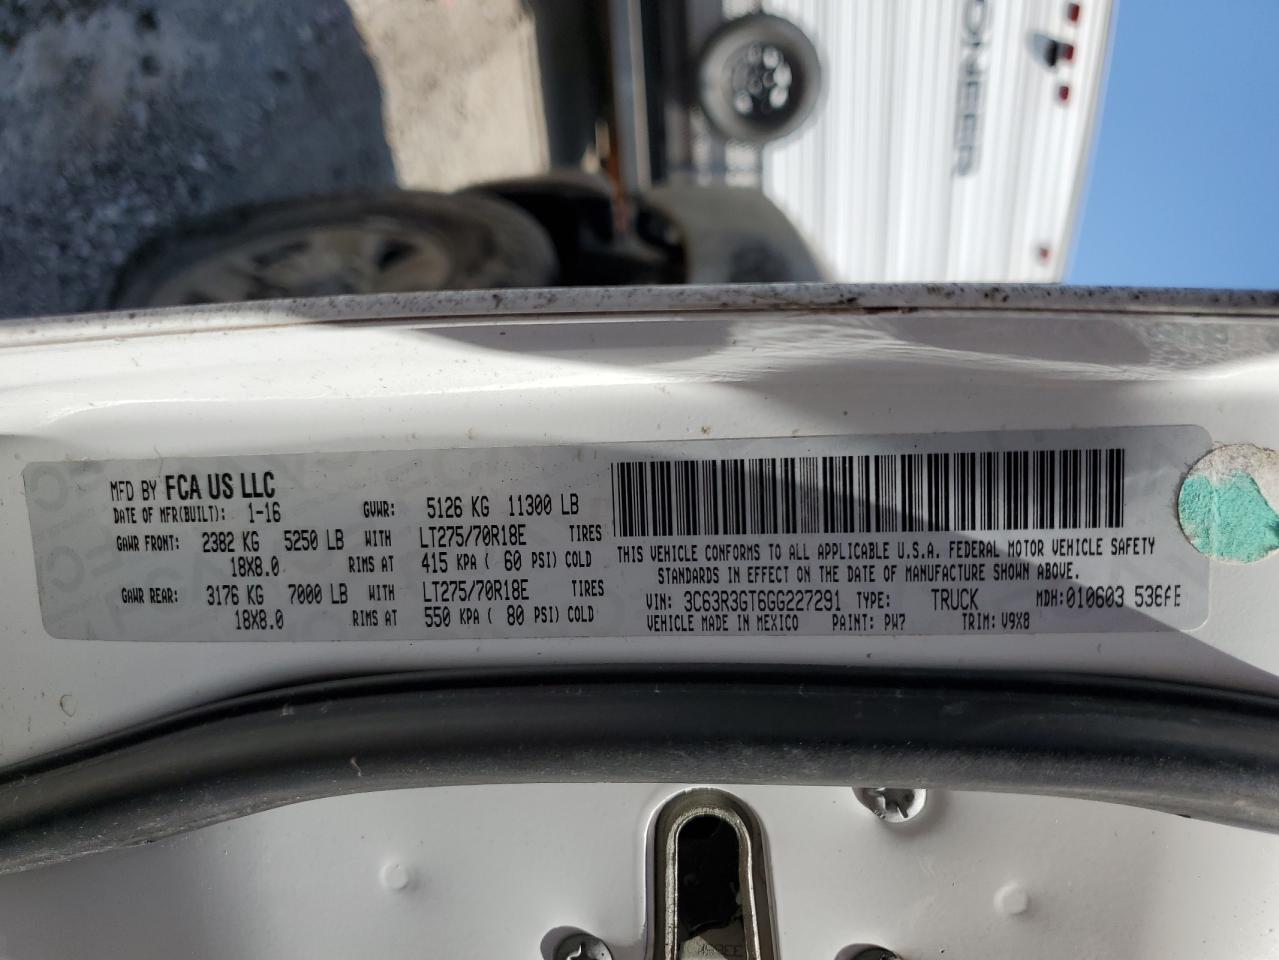 PIONEER
MFD BY FCA US LLC
DATE OF MFR(BUILT): 1-16 GVWR: 5126 KG 11300 LB
GAWR FRONT: 2382 KG 5250 LB WITH LT275/70R18E TIRES
18X8.0 RIMS AT 415 KPA ( 60 PSI) COLD
GAWR REAR: 3176 KG 7000 LB WITH LT275/70R18E TIRES
18X8.0 RIMS AT 550 KPA ( 80 PSI) COLD
THIS VEHICLE CONFORMS TO ALL APPLICABLE U.S.A. FEDERAL MOTOR VEHICLE SAFETY
STANDARDS IN EFFECT ON THE DATE OF MANUFACTURE SHOWN ABOVE.
VIN: 3C63R3GT6GG227291 TYPE: TRUCK MDH:010603 536AE
VEHICLE MADE IN MEXICO PAINT: PW7 TRIM: V9X8